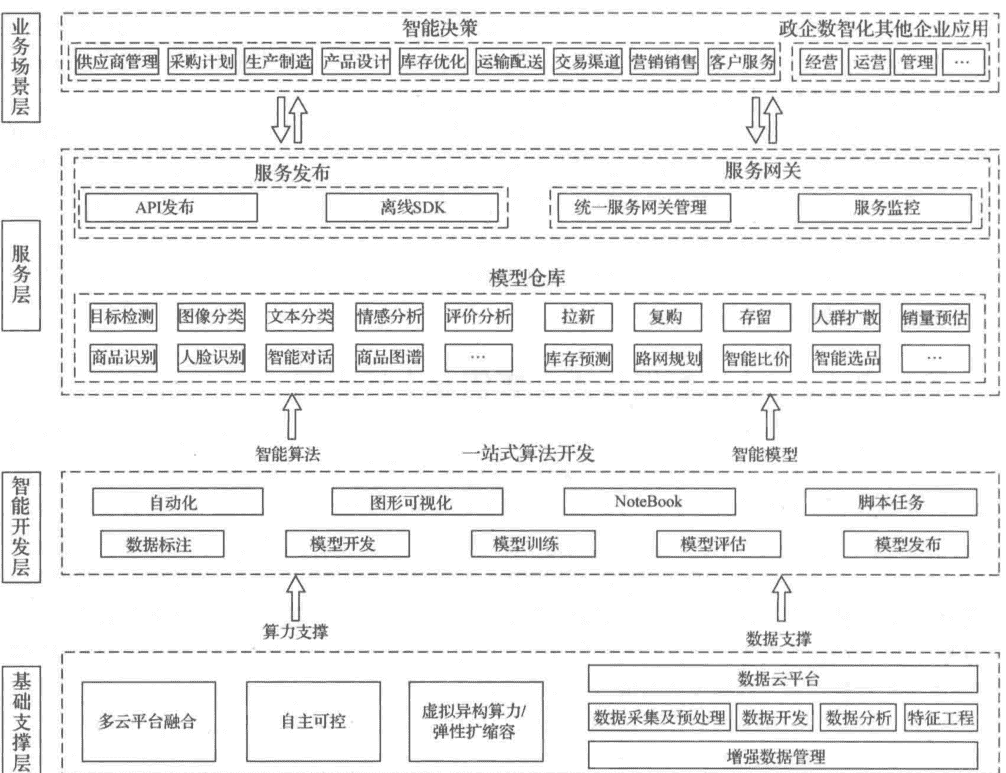 业务场景层
智能决策
政企数智化其他企业应用
供应商管理 采购计划 生产制造 产品设计 库存优化 运输配送 交易渠道 营销销售 客户服务
经营 运营 管理 …
服务层
服务发布
服务网关
API发布 离线SDK
统一服务网关管理 服务监控
模型仓库
目标检测 图像分类 文本分类 情感分析 评价分析 拉新 复购 存留 人群扩散 销量预估
商品识别 人脸识别 智能对话 商品图谱 … 库存预测 路网规划 智能比价 智能选品 …
智能算法 一站式算法开发 智能模型
智能开发层
自动化 图形可视化 NoteBook 脚本任务
数据标注 模型开发 模型训练 模型评估 模型发布
算力支撑 数据支撑
基础支撑层
多云平台融合
自主可控
虚拟异构算力/
弹性扩缩容
数据云平台
数据采集及预处理 数据开发 数据分析 特征工程
增强数据管理